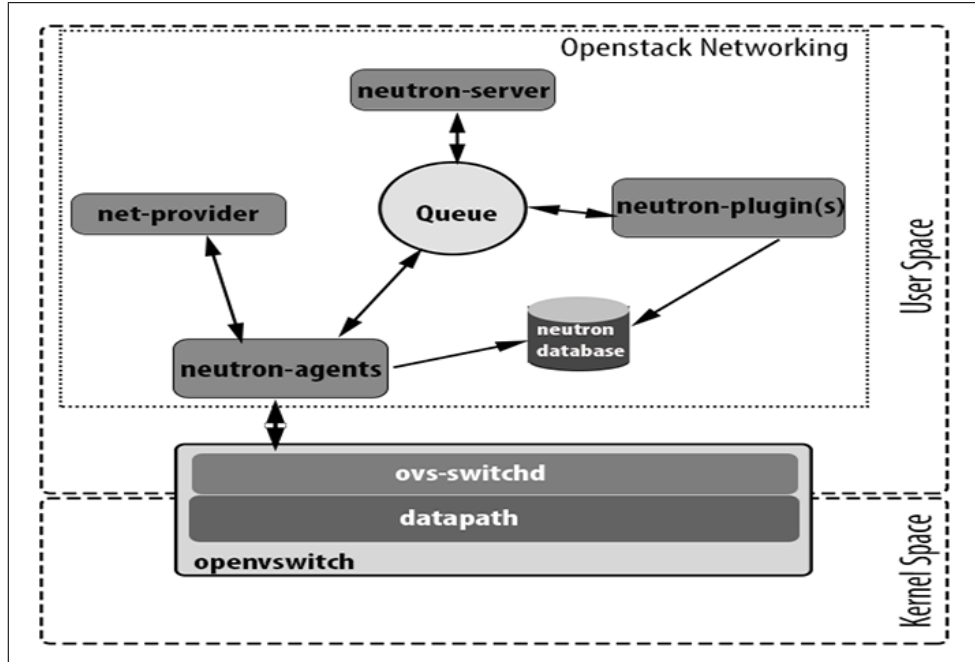 Openstack Networking
neutron-server
net-provider
Queue
neutron-plugin(s)
neutron
database
neutron-agents
ovs-switchd
datapath
openvswitch
User Space
Kernel Space